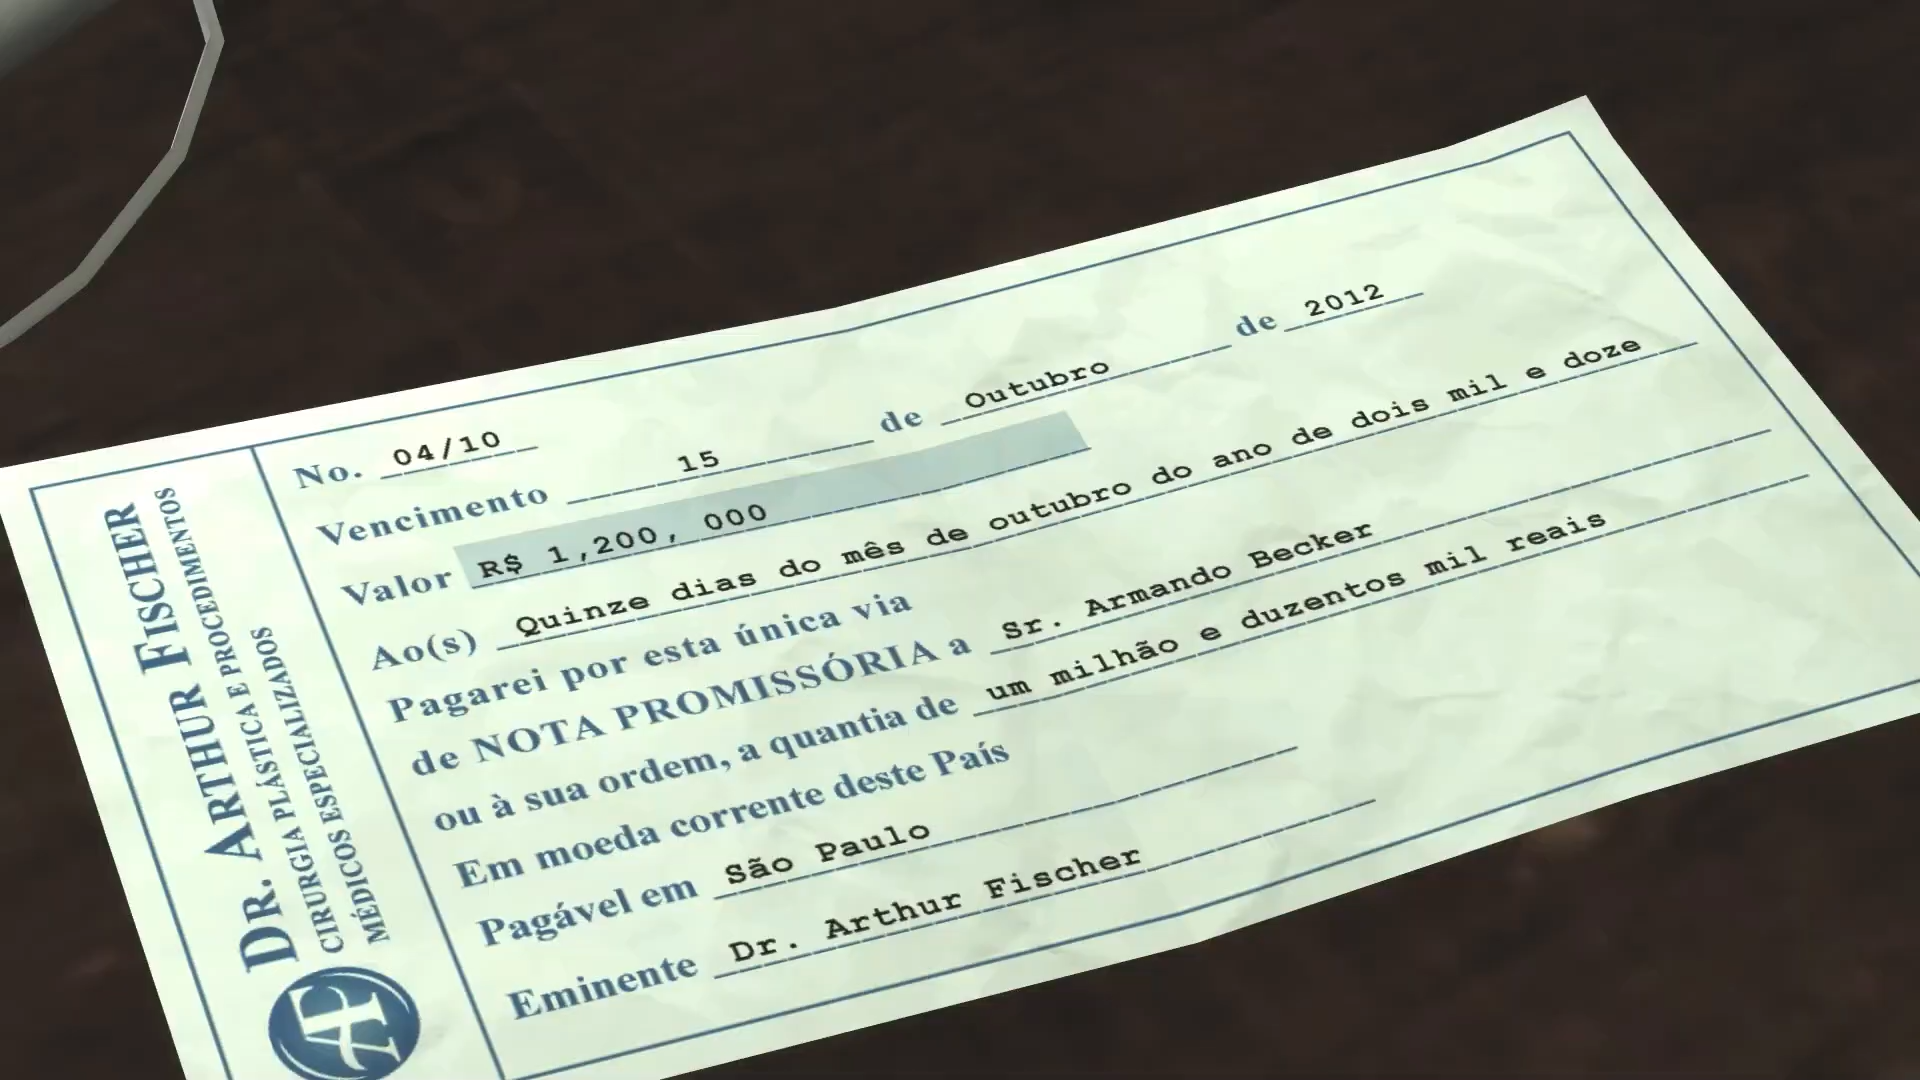 DR. ARTHUR FISCHER
CIRURGIA PLÁSTICA E PROCEDIMENTOS
MÉDICOS ESPECIALIZADOS
AF
No. 04/10
Vencimento 15 de Outubro de 2012
Valor R$ 1,200, 000
Ao(s) Quinze dias do mês de outubro do ano de dois mil e doze
Pagarei por esta única via
de NOTA PROMISSÓRIA a Sr. Armando Becker
ou à sua ordem, a quantia de um milhão e duzentos mil reais
Em moeda corrente deste País
Pagável em São Paulo
Eminente Dr. Arthur Fischer